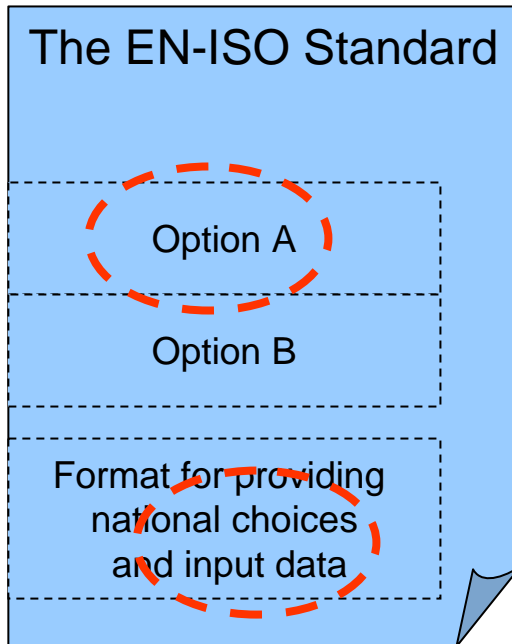 The EN-ISO Standard
Option A
Option B
Format for providing
national choices
and input data